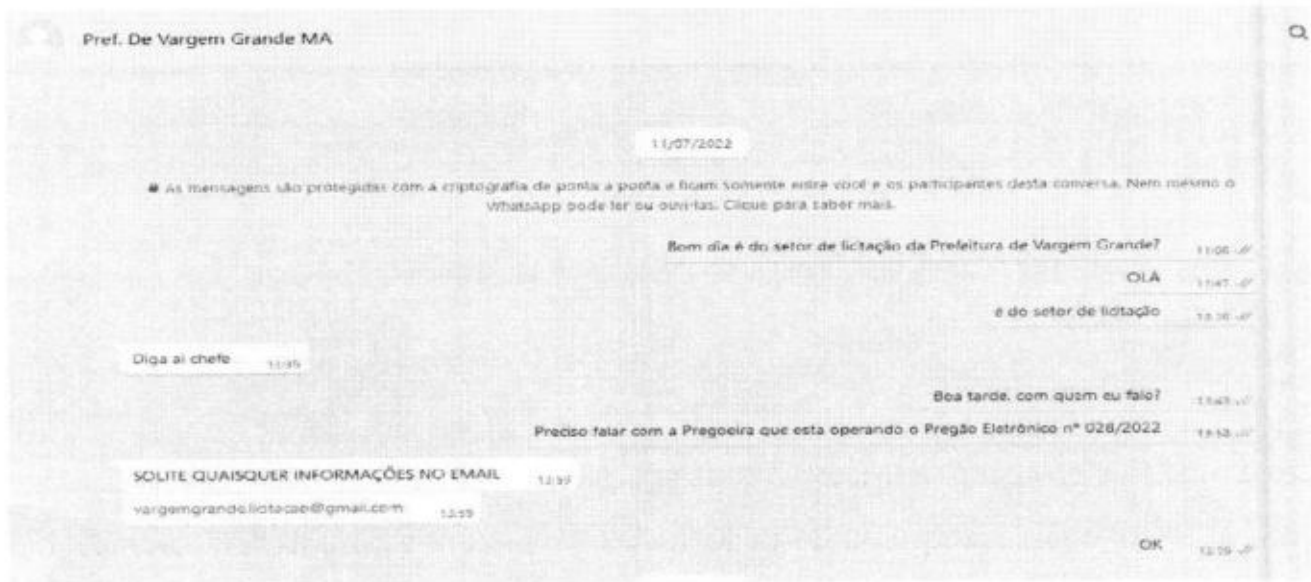 Pref. De Vargem Grande MA
11/07/2022
As mensagens são protegidas com a criptografia de ponta a ponta e ficam somente entre você e os participantes desta conversa. Nem mesmo o
WhatsApp pode ler ou ouvi-las. Clique para saber mais.
Bom dia é do setor de licitação da Prefeitura de Vargem Grande?
OLÁ
é do setor de licitação
Diga ai chefe
Boa tarde, com quem eu falo?
Preciso falar com a Pregoeira que esta operando o Pregão Eletrônico n° 028/2022
SOLITE QUAISQUER INFORMAÇÕES NO EMAIL
vargemgrande.licitacao@gmail.com
OK